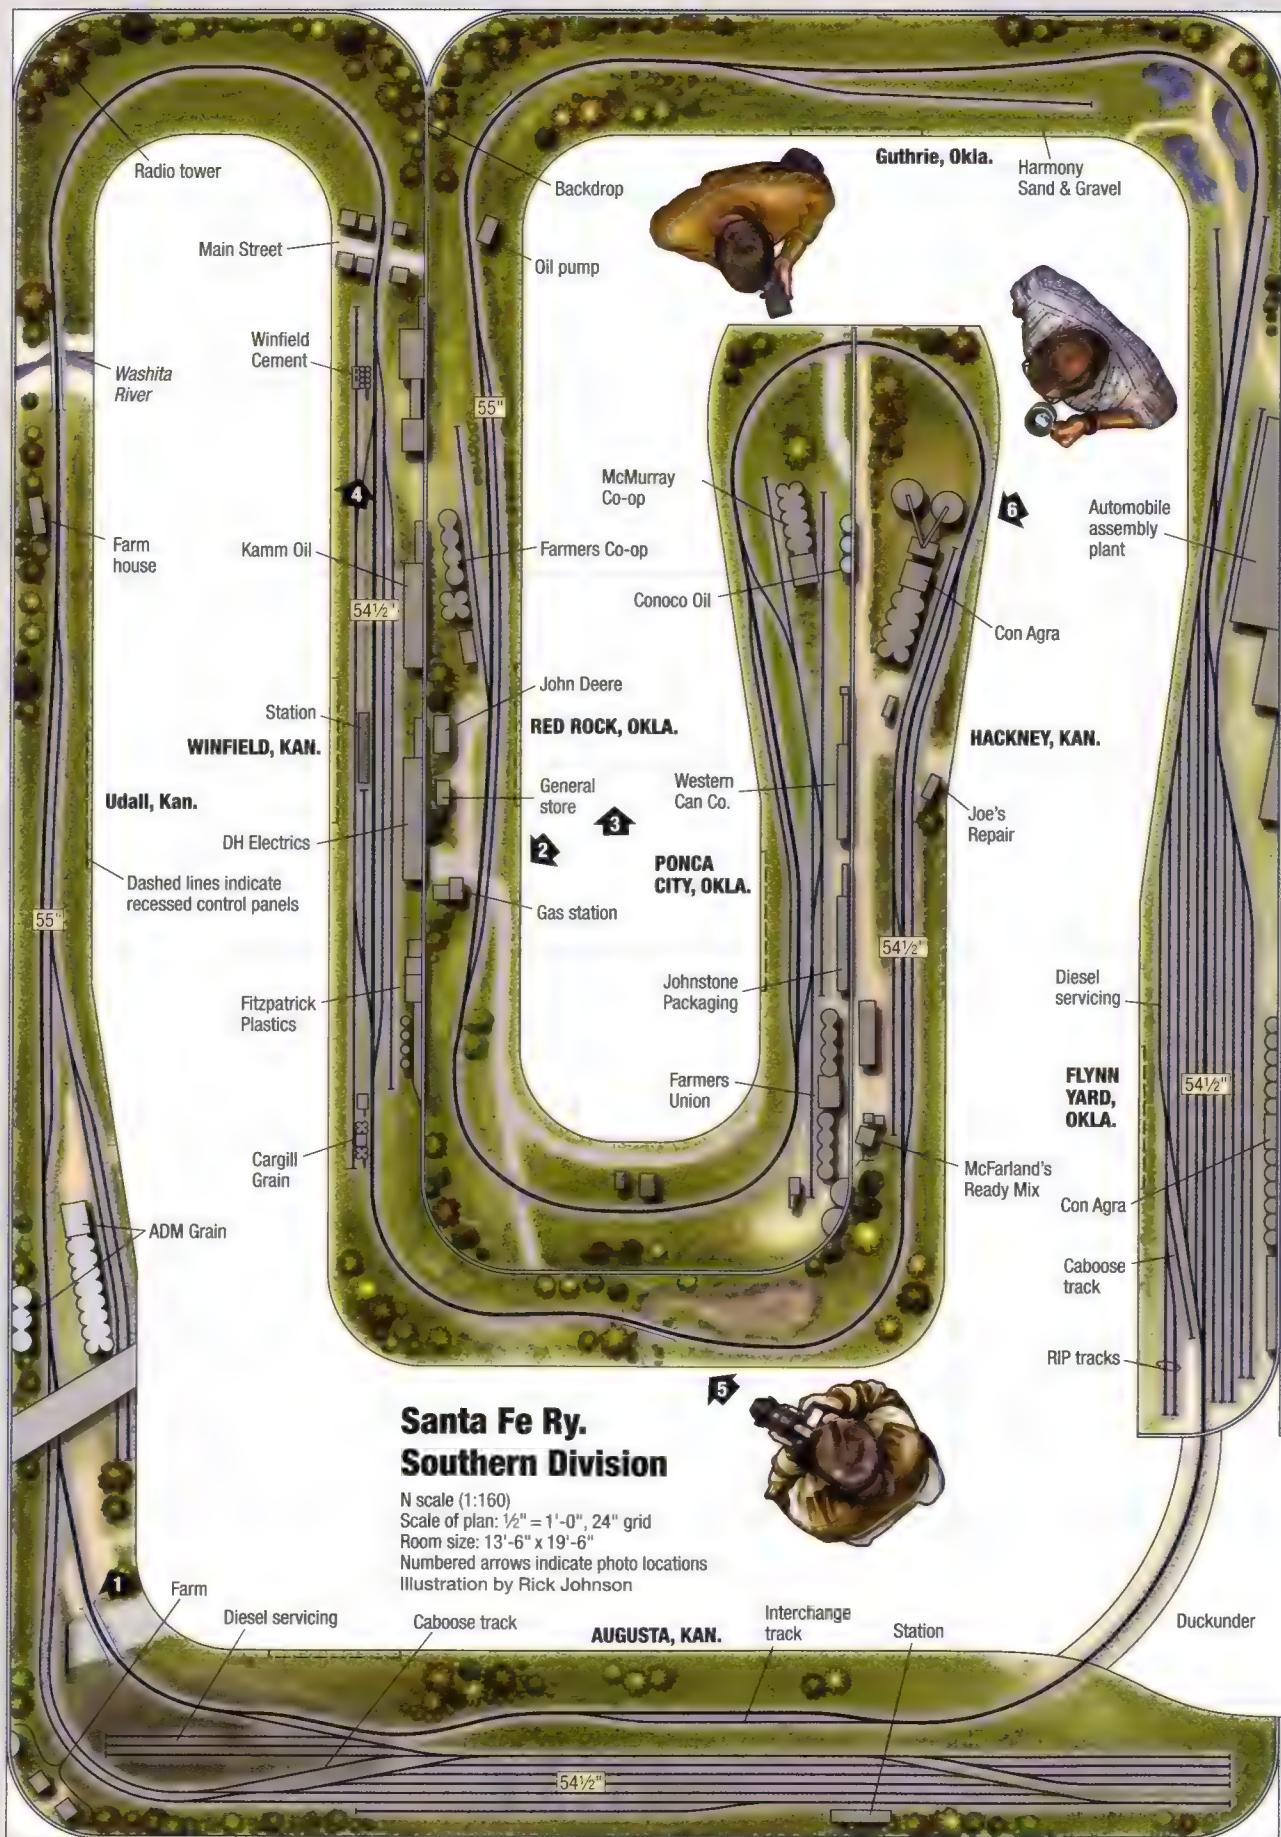 Radio tower
Backdrop
Guthrie, Okla.
Harmony
Sand & Gravel
Main Street
Oil pump
Winfield
Cement
Washita
River
55"
McMurray
Co-op
4
6
Automobile
assembly
plant
Farm
house
Kamm Oil
Farmers Co-op
54½"
Conoco Oil
Con Agra
John Deere
Station
WINFIELD, KAN.
RED ROCK, OKLA.
HACKNEY, KAN.
Udall, Kan.
General
store
Western
Can Co.
Joe's
Repair
3
2
DH Electrics
PONCA
CITY, OKLA.
Dashed lines indicate
recessed control panels
55"
Gas station
54½"
Fitzpatrick
Plastics
Johnstone
Packaging
Diesel
servicing
Farmers
Union
FLYNN
YARD,
OKLA.
54½"
Cargill
Grain
McFarland's
Ready Mix
Con Agra
ADM Grain
Caboose
track
RIP tracks
5
Santa Fe Ry.
Southern Division
N scale (1:160)
Scale of plan: ½" = 1'-0", 24" grid
Room size: 13'-6" x 19'-6"
Numbered arrows indicate photo locations
Illustration by Rick Johnson
1
Farm
Diesel servicing
Caboose track
AUGUSTA, KAN.
Interchange
track
Station
Duckunder
54½"